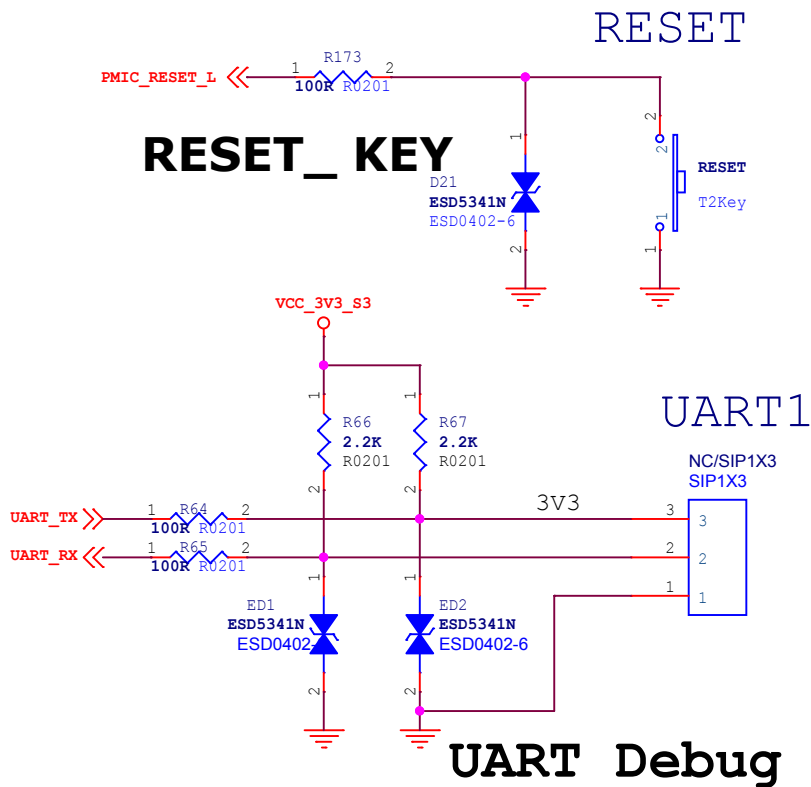 RESET
R173
PMIC_RESET_L
1
2
100R R0201
RESET_ KEY
1
2
D21
ESD5341N
ESD0402-6
2
2
1
1
RESET
T2Key
VCC_3V3_S3
1
1
R66
2.2K
R0201
R67
2.2K
R0201
2
2
UART1
NC/SIP1X3
SIP1X3
UART_TX
1
R64
2
100R R0201
3V3
3
3
UART_RX
1
R65
2
100R R0201
2
2
1
1
1
1
ED1
ESD5341N
ESD0402-
ED2
ESD5341N
ESD0402-6
2
2
UART Debug